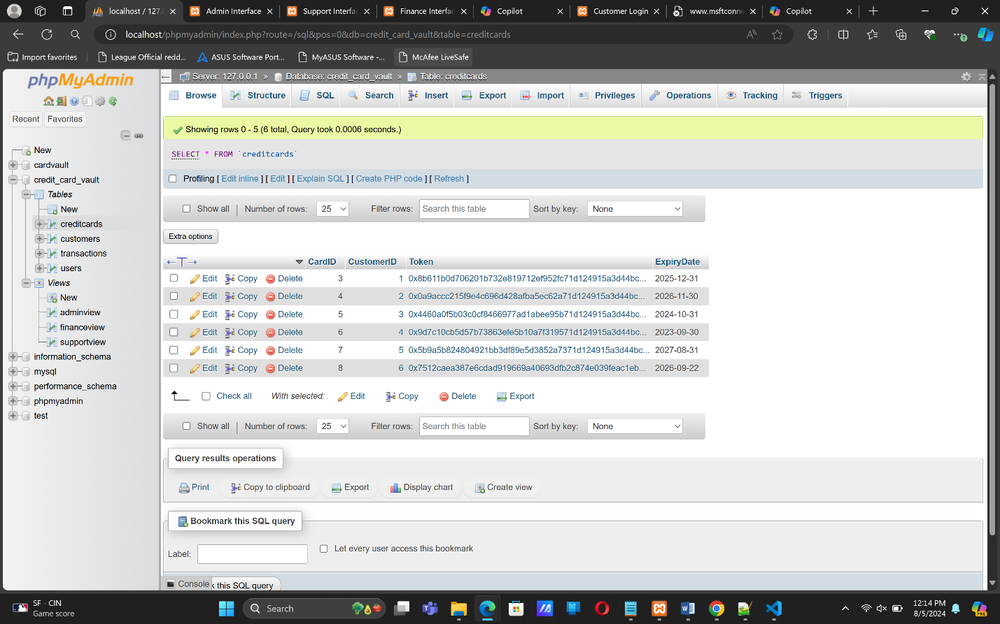 localhost / 127.
Admin Interface
Support Interfa
Finance Interfac
Copilot
Customer Login
www.msftconne
Copilot
localhost/phpmyadmin/index.php?route=/sql&pos=0&db=credit_card_vault&table=creditcards
Import favorites
League Official redd...
ASUS Software Port...
MyASUS Software -...
McAfee LiveSafe
phpMyAdmin
Recent
Favorites
New
cardvault
credit_card_vault
Tables
New
creditcards
customers
transactions
users
Views
New
adminview
financeview
supportview
information_schema
mysql
performance_schema
phpmyadmin
test
Server: 127.0.0.1 » Database: credit_card_vault » Table: creditcards
Browse Structure SQL Search Insert Export Import Privileges Operations Tracking Triggers
Showing rows 0 - 5 (6 total, Query took 0.0006 seconds.)
SELECT * FROM `creditcards`
Profiling [ Edit inline ] [ Edit ] [ Explain SQL ] [ Create PHP code ] [ Refresh ]
Show all | Number of rows: 25 Filter rows: Search this table Sort by key: None
Extra options
←T→ CardID CustomerID Token ExpiryDate
Edit Copy Delete 3 1 0x8b611b0d706201b732e819712ef952fc71d124915a3d44bc... 2025-12-31
Edit Copy Delete 4 2 0x0a9accc215f9e4c696d428afba5ec62a71d124915a3d44bc... 2026-11-30
Edit Copy Delete 5 3 0x4460a0f5b03c0cf8466977ad1abee95b71d124915a3d44bc... 2024-10-31
Edit Copy Delete 6 4 0x9d7c10cb5d57b73863efe5b10a7f319571d124915a3d44bc... 2023-09-30
Edit Copy Delete 7 5 0x5b9a5b824804921bb3df89e5d3852a7371d124915a3d44bc... 2027-08-31
Edit Copy Delete 8 6 0x7512caea387e6cdad919669a40693dfb2c874e039feac1eb... 2026-09-22
Check all With selected: Edit Copy Delete Export
Show all | Number of rows: 25 Filter rows: Search this table Sort by key: None
Query results operations
Print Copy to clipboard Export Display chart Create view
Bookmark this SQL query
Label: Let every user access this bookmark
Console
k this SQL query
SF - CIN
Game score
Search
12:14 PM
8/5/2024
PRE